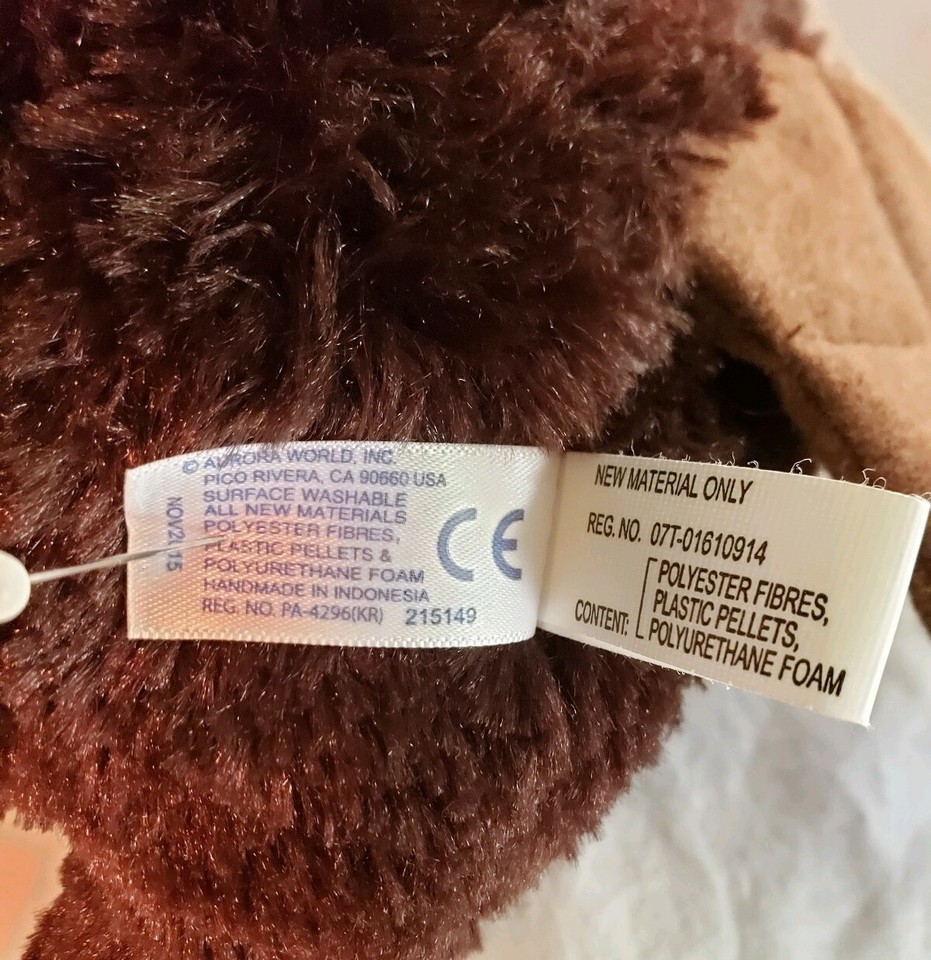 © AURORA WORLD, INC.
PICO RIVERA, CA 90660 USA
SURFACE WASHABLE
ALL NEW MATERIALS
POLYESTER FIBRES,
PLASTIC PELLETS &
POLYURETHANE FOAM
HANDMADE IN INDONESIA
REG. NO. PA-4296(KR) 215149
CE
NEW MATERIAL ONLY
REG. NO. 07T-01610914
CONTENT: POLYESTER FIBRES,
PLASTIC PELLETS,
POLYURETHANE FOAM